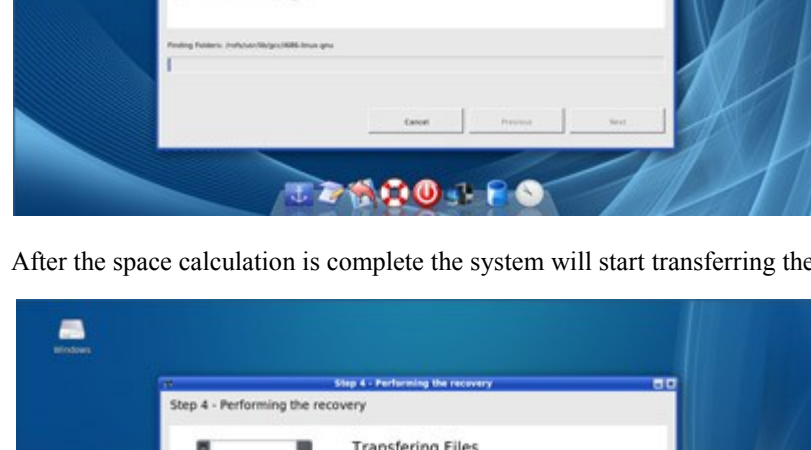 Finding Folders: /rofs/usr/lib/gcc/i686-linux-gnu
Cancel Previous Next
After the space calculation is complete the system will start transferring the
Windows
Step 4 - Performing the recovery
Step 4 - Performing the recovery
Transfering Files